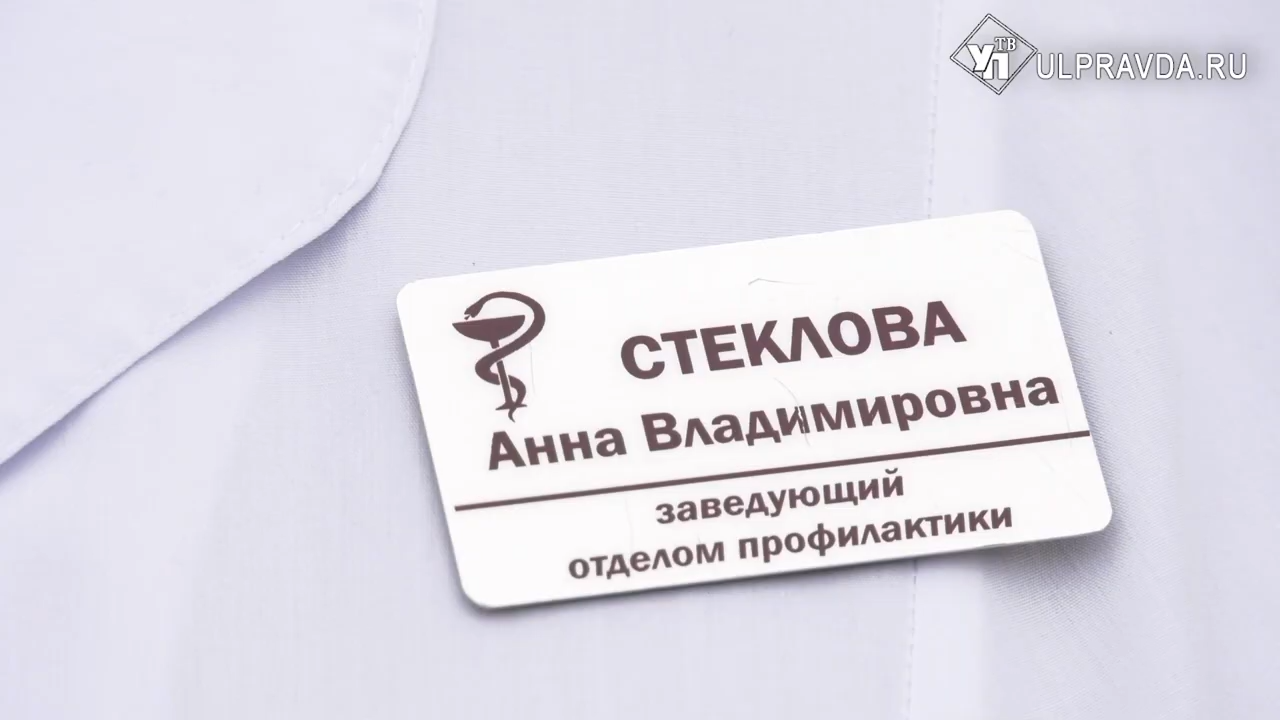 УП ТВ
ULPRAVDA.RU
СТЕКЛОВА
Анна Владимировна
заведующий
отделом профилактики